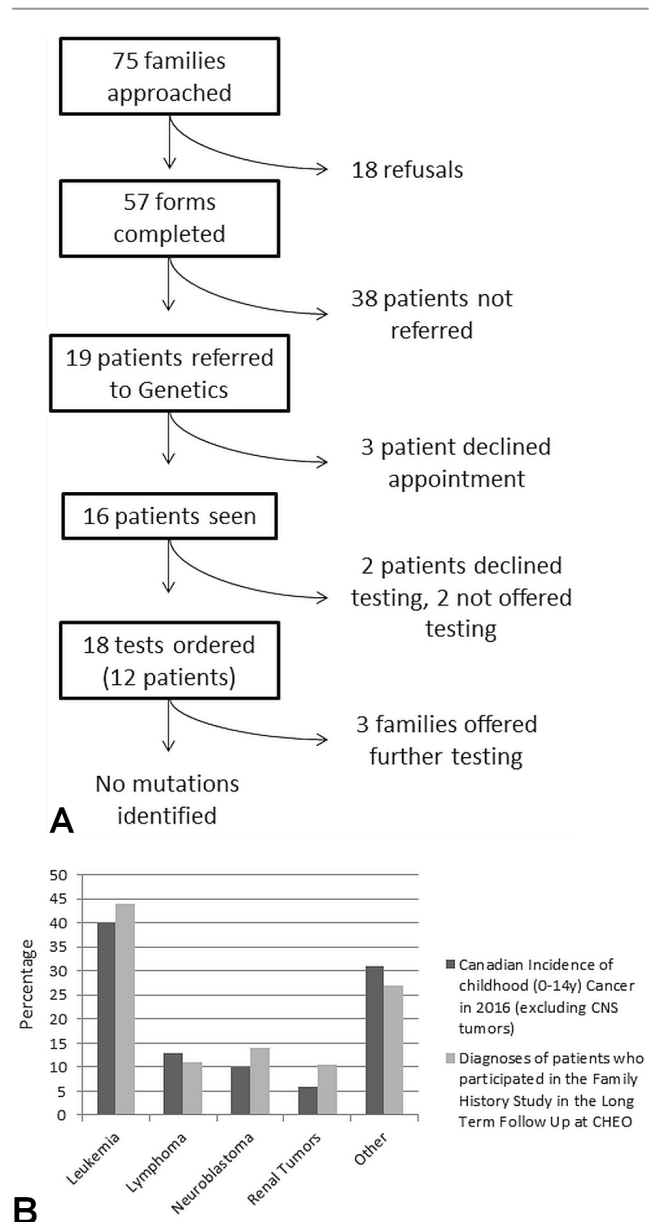 75 families
approached
18 refusals
57 forms
completed
38 patients not
referred
19 patients referred
to Genetics
3 patient declined
appointment
16 patients seen
2 patients declined
testing, 2 not offered
testing
18 tests ordered
(12 patients)
3 families offered
further testing
No mutations
identified
A
50
45
40
35
30
25
20
15
10
5
0
Percentage
Leukemia
Lymphoma
Neuroblastoma
Renal Tumors
Other
Canadian Incidence of
childhood (0-14y) Cancer
in 2016 (excluding CNS
tumors)
Diagnoses of patients who
participated in the Family
History Study in the Long
Term Follow Up at CHEO
B